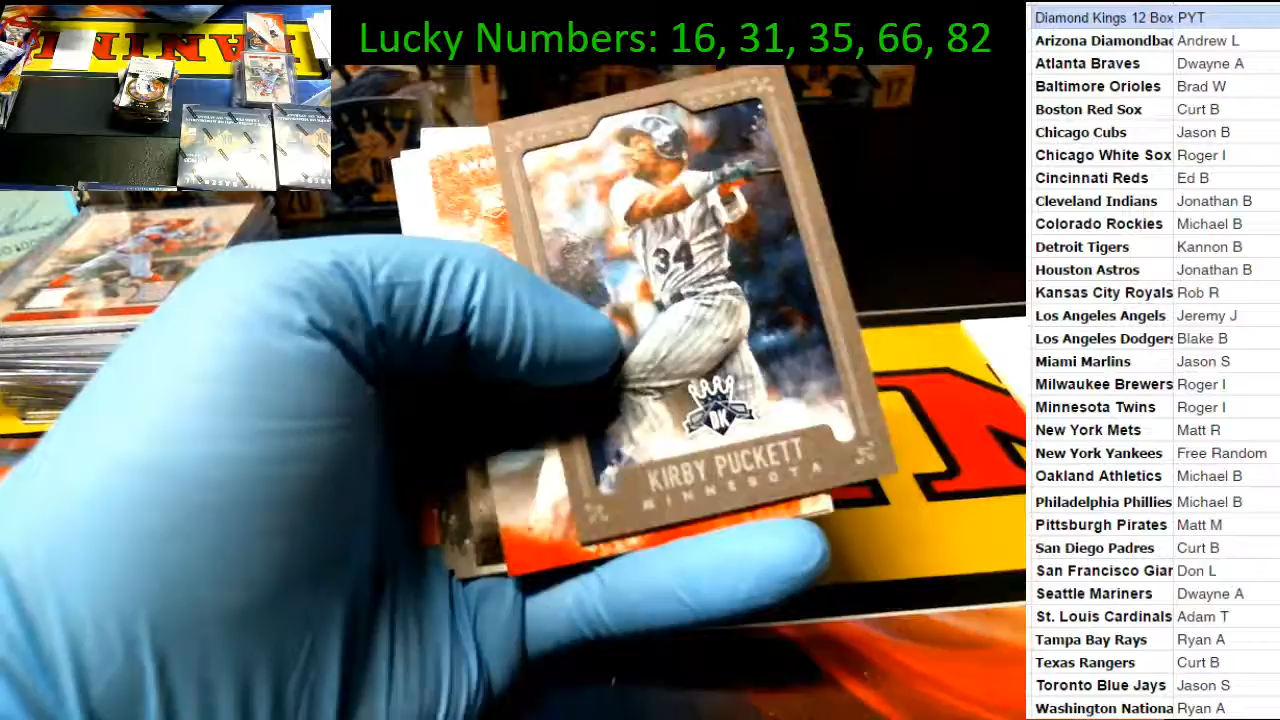 Lucky Numbers: 16, 31, 35, 66, 82
34
DK
KIRBY PUCKETT
MINNESOTA
17
Diamond Kings 12 Box PYT
Arizona Diamondbac Andrew L
Atlanta Braves Dwayne A
Baltimore Orioles Brad W
Boston Red Sox Curt B
Chicago Cubs Jason B
Chicago White Sox Roger I
Cincinnati Reds Ed B
Cleveland Indians Jonathan B
Colorado Rockies Michael B
Detroit Tigers Kannon B
Houston Astros Jonathan B
Kansas City Royals Rob R
Los Angeles Angels Jeremy J
Los Angeles Dodgers Blake B
Miami Marlins Jason S
Milwaukee Brewers Roger I
Minnesota Twins Roger I
New York Mets Matt R
New York Yankees Free Random
Oakland Athletics Michael B
Philadelphia Phillies Michael B
Pittsburgh Pirates Matt M
San Diego Padres Curt B
San Francisco Gian Don L
Seattle Mariners Dwayne A
St. Louis Cardinals Adam T
Tampa Bay Rays Ryan A
Texas Rangers Curt B
Toronto Blue Jays Jason S
Washington Nationa Ryan A